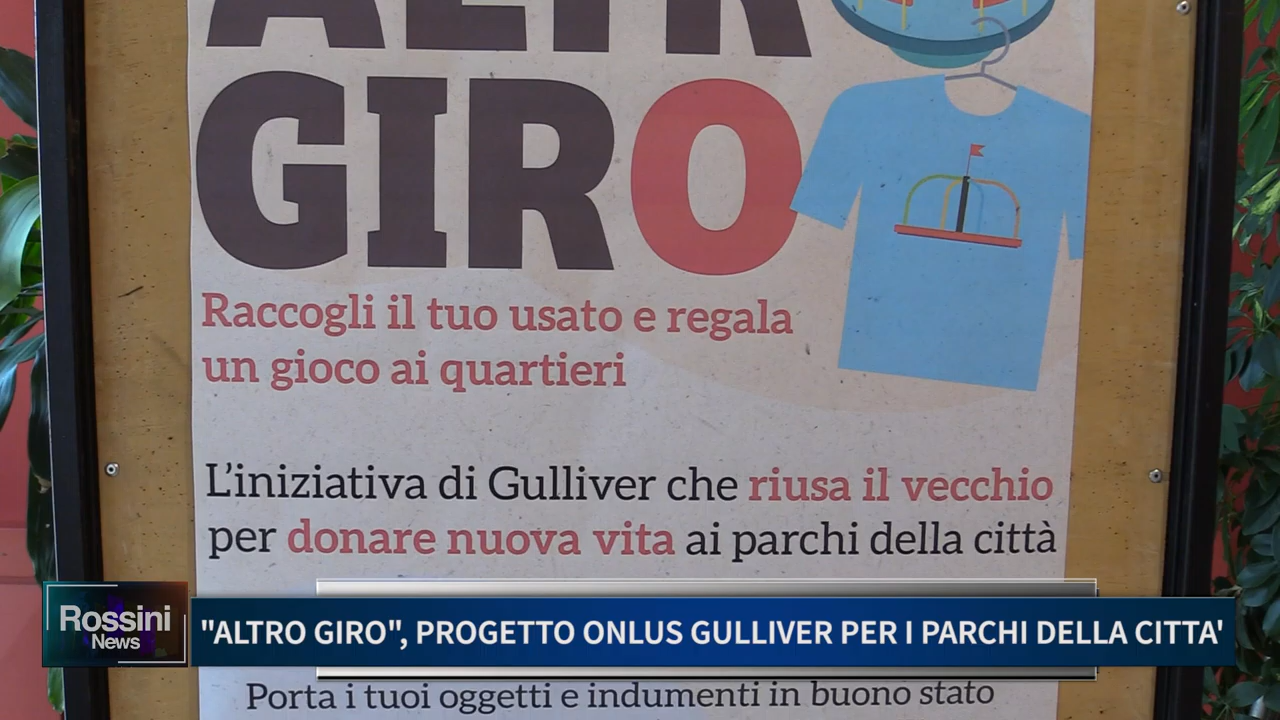 ALTR
GIRO
Raccogli il tuo usato e regala
un gioco ai quartieri
L'iniziativa di Gulliver che riusa il vecchio
per donare nuova vita ai parchi della città
Rossini
News
"ALTRO GIRO", PROGETTO ONLUS GULLIVER PER I PARCHI DELLA CITTA'
Porta i tuoi oggetti e indumenti in buono stato